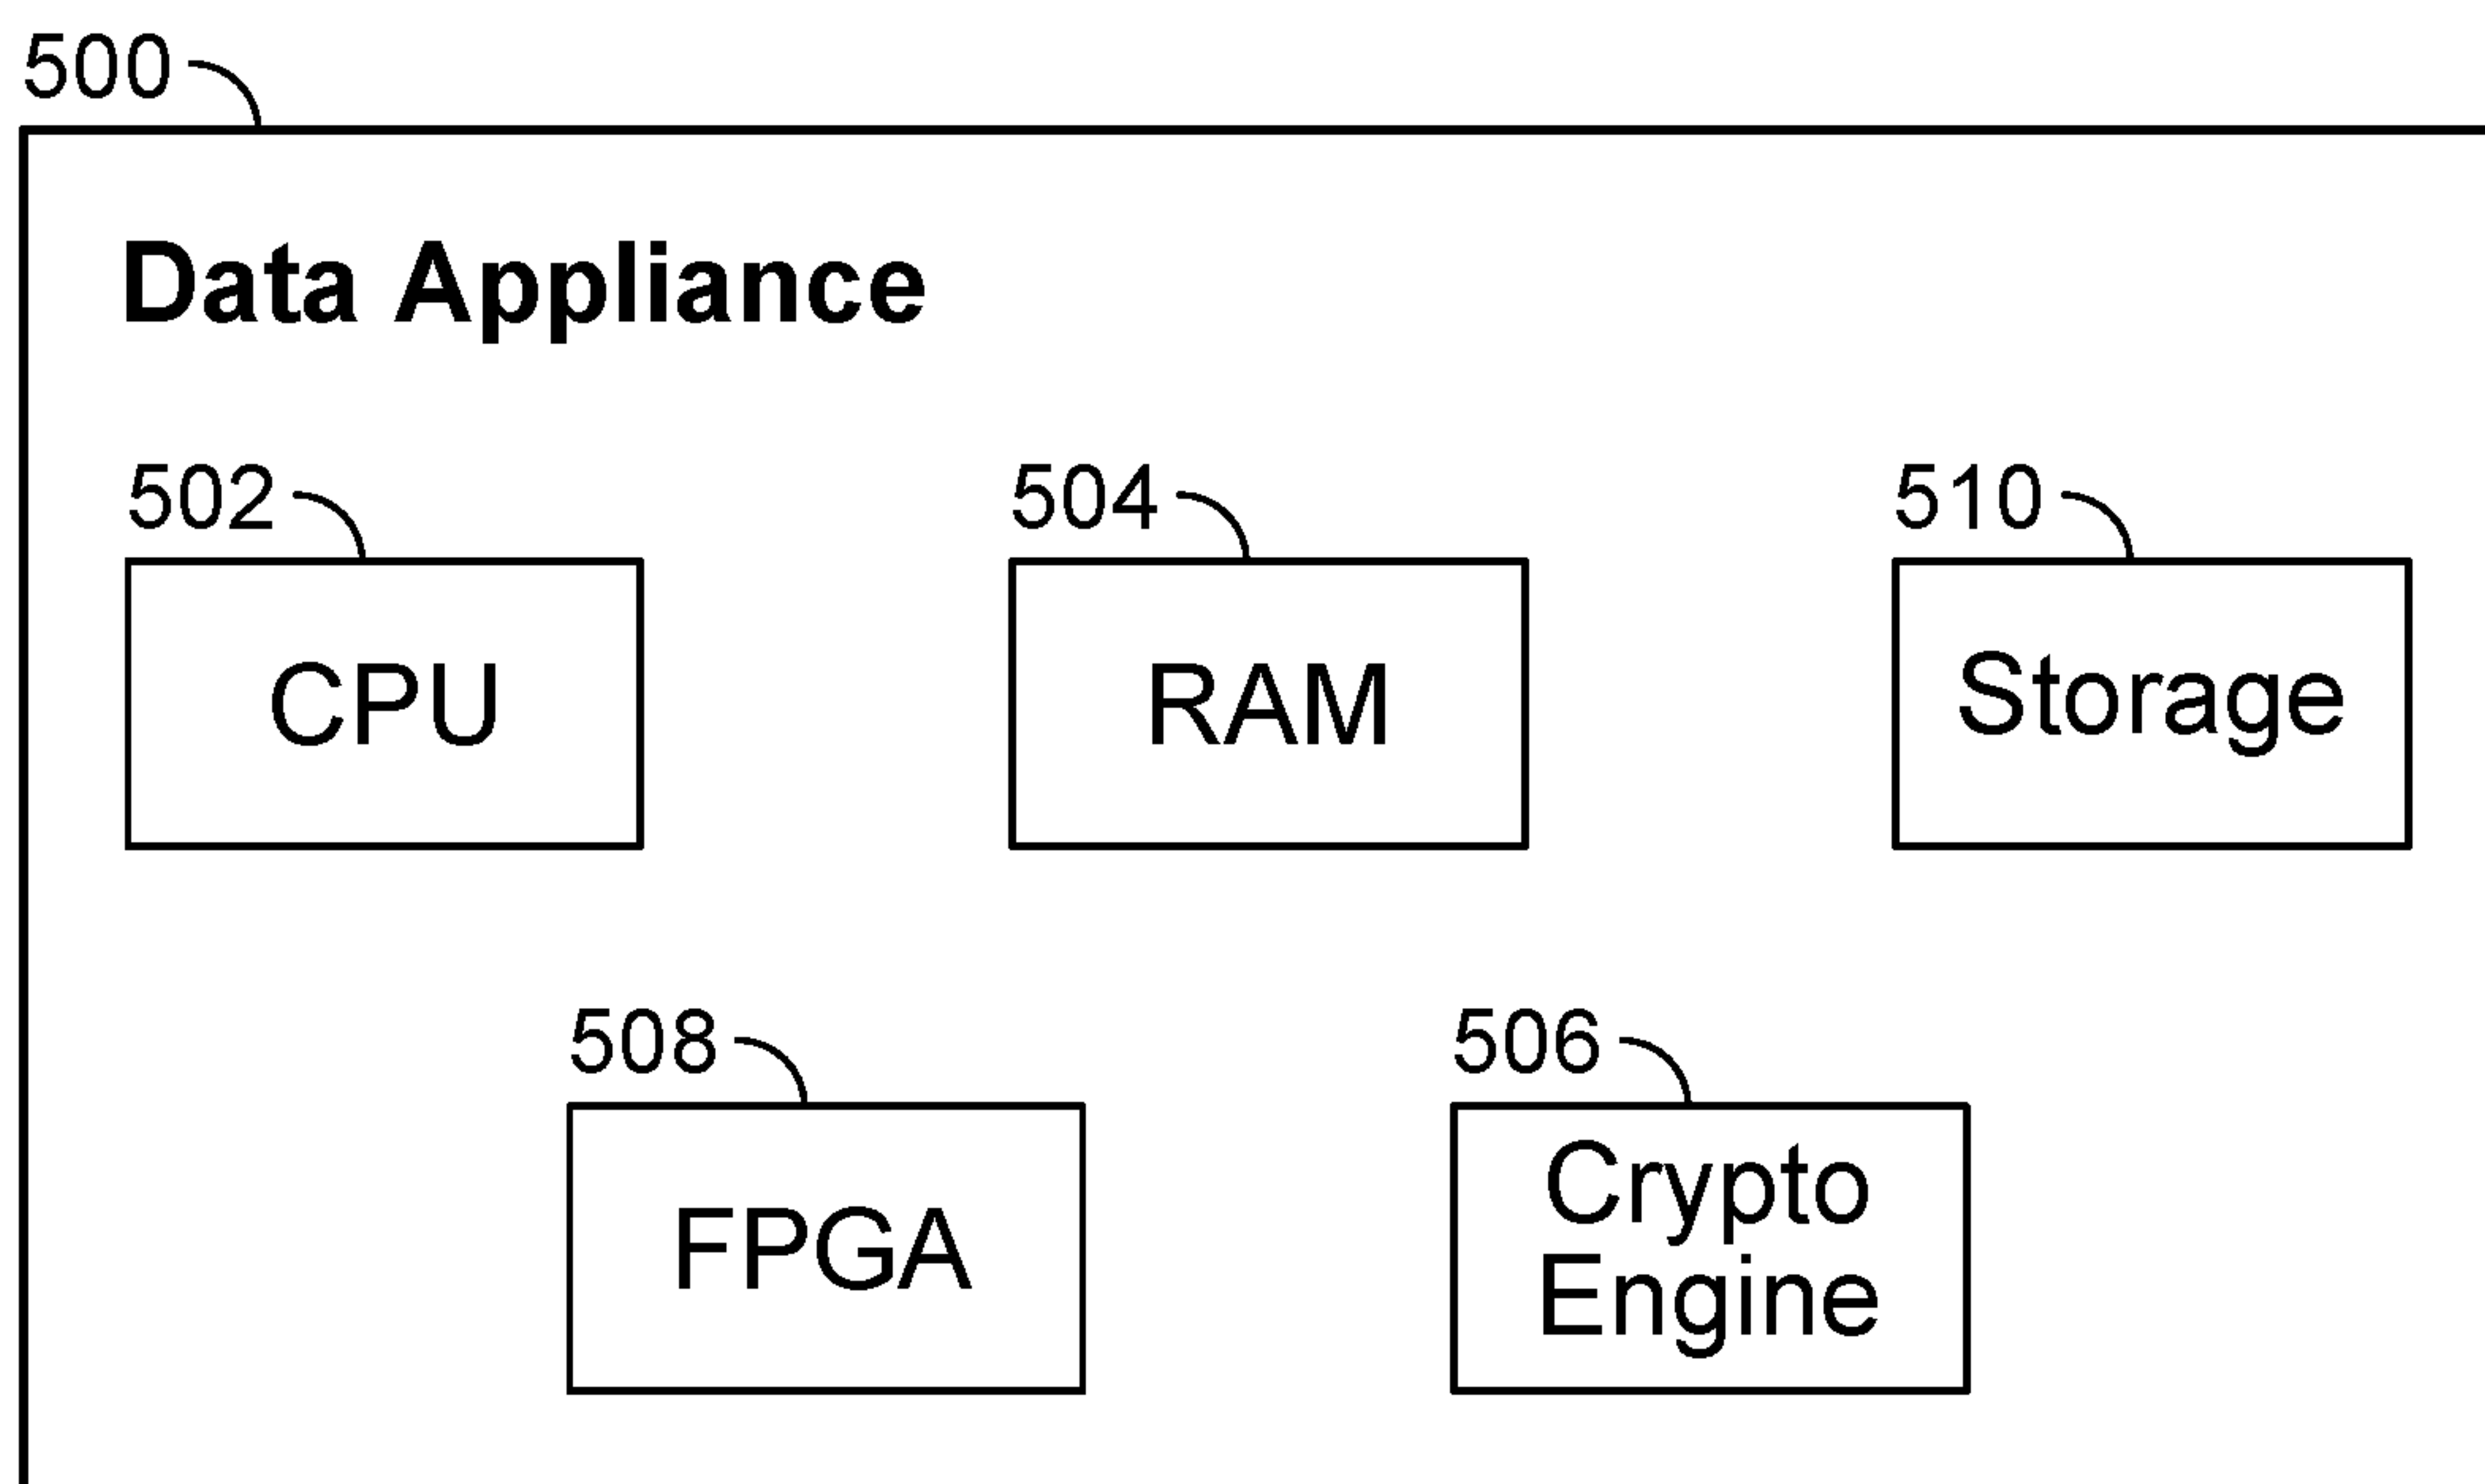 500
Data Appliance
502
504
510
CPU
RAM
Storage
508
506
FPGA
Crypto
Engine